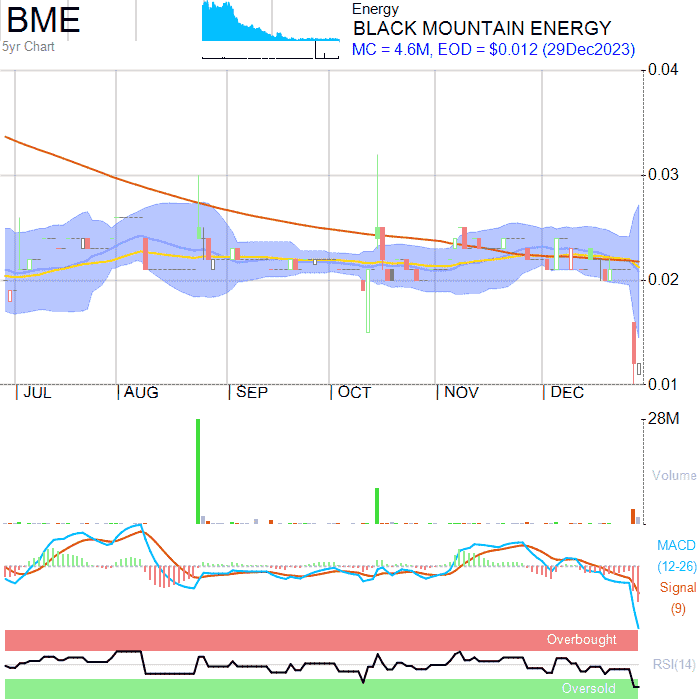 BME
5yr Chart
Energy
BLACK MOUNTAIN ENERGY
MC = 4.6M, EOD = $0.012 (29Dec2023)
0.04
0.03
0.02
0.01
JUL AUG SEP OCT NOV DEC
28M
Volume
MACD
(12-26)
Signal
(9)
Overbought
RSI(14)
Oversold